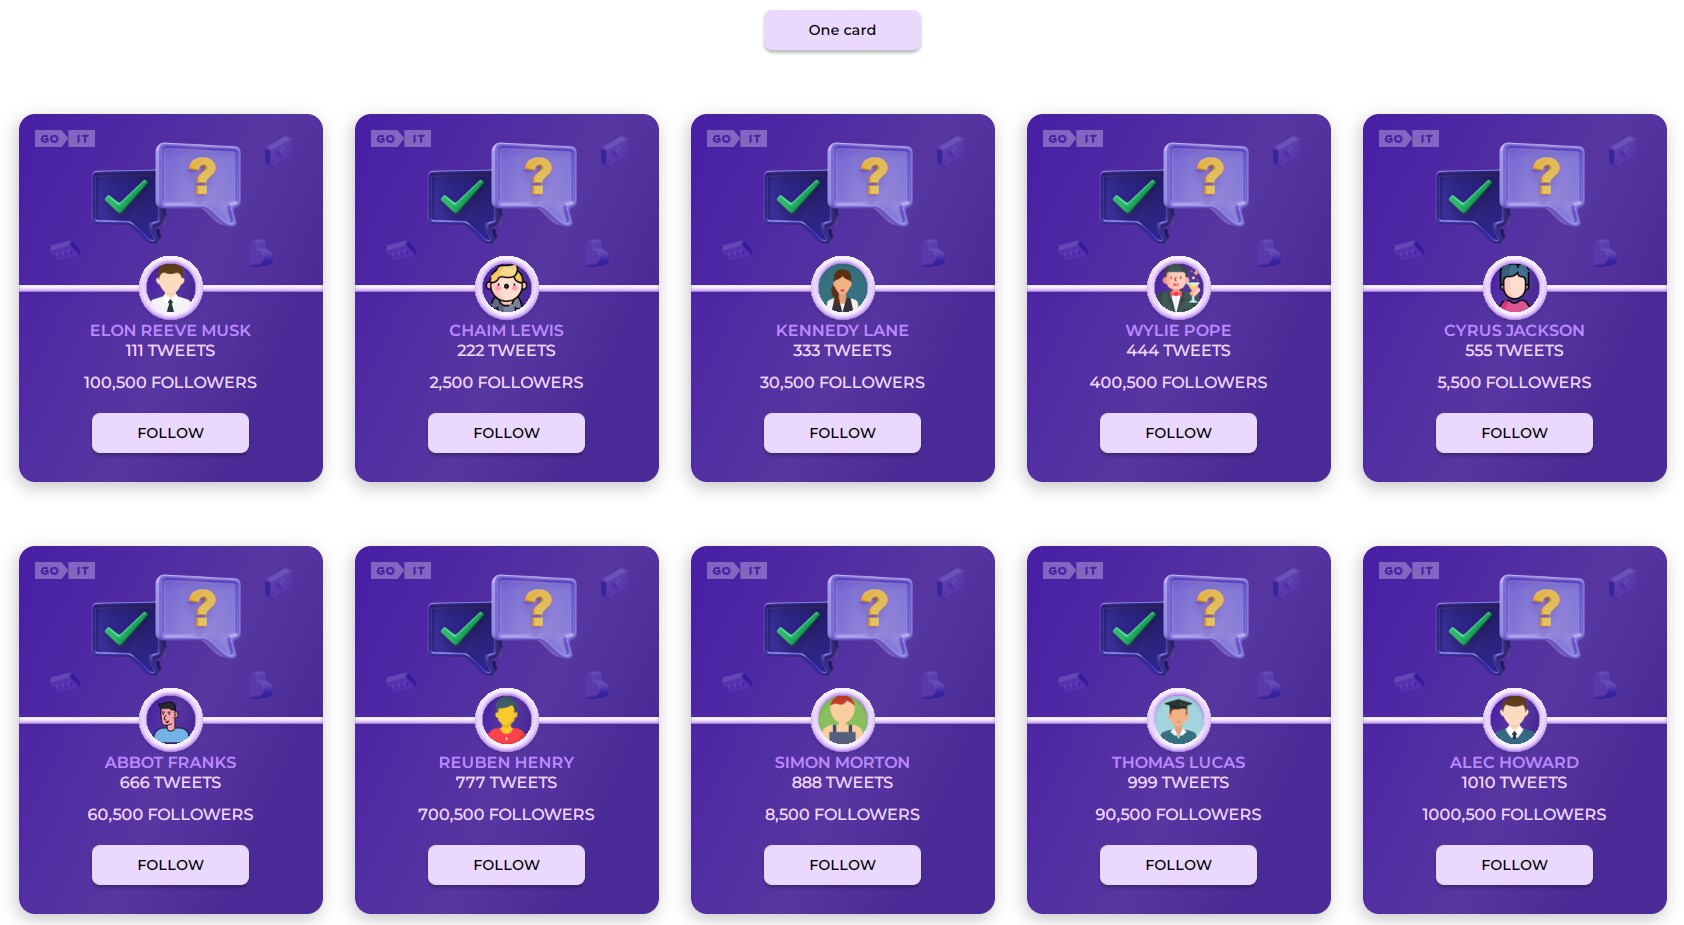 One card
GO IT
ELON REEVE MUSK
111 TWEETS
100,500 FOLLOWERS
FOLLOW
GO IT
CHAIM LEWIS
222 TWEETS
2,500 FOLLOWERS
FOLLOW
GO IT
KENNEDY LANE
333 TWEETS
30,500 FOLLOWERS
FOLLOW
GO IT
WYLIE POPE
444 TWEETS
400,500 FOLLOWERS
FOLLOW
GO IT
CYRUS JACKSON
555 TWEETS
5,500 FOLLOWERS
FOLLOW
GO IT
ABBOT FRANKS
666 TWEETS
60,500 FOLLOWERS
FOLLOW
GO IT
REUBEN HENRY
777 TWEETS
700,500 FOLLOWERS
FOLLOW
GO IT
SIMON MORTON
888 TWEETS
8,500 FOLLOWERS
FOLLOW
GO IT
THOMAS LUCAS
999 TWEETS
90,500 FOLLOWERS
FOLLOW
GO IT
ALEC HOWARD
1010 TWEETS
1000,500 FOLLOWERS
FOLLOW